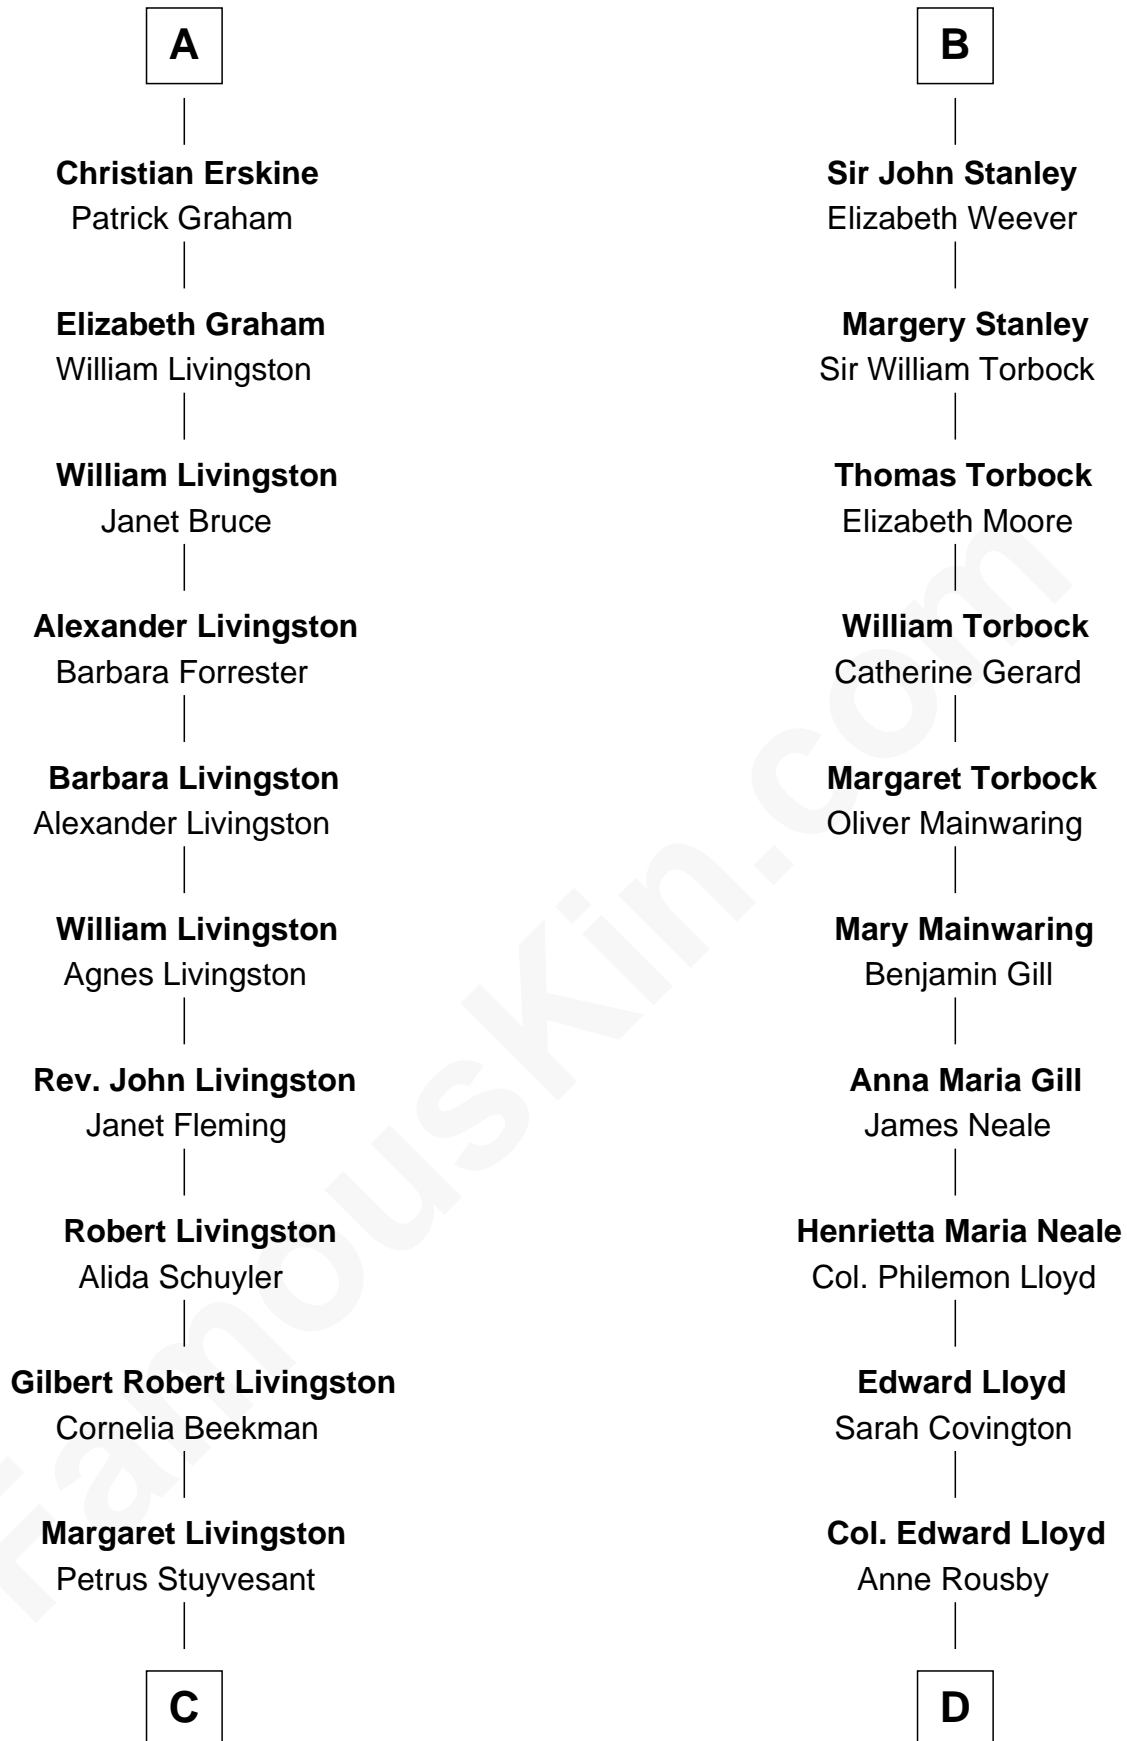 A
Christian Erskine
Patrick Graham
Elizabeth Graham
William Livingston
William Livingston
Janet Bruce
Alexander Livingston
Barbara Forrester
Barbara Livingston
Alexander Livingston
William Livingston
Agnes Livingston
Rev. John Livingston
Janet Fleming
Robert Livingston
Alida Schuyler
Gilbert Robert Livingston
Cornelia Beekman
Margaret Livingston
Petrus Stuyvesant
C
B
Sir John Stanley
Elizabeth Weever
Margery Stanley
Sir William Torbock
Thomas Torbock
Elizabeth Moore
William Torbock
Catherine Gerard
Margaret Torbock
Oliver Mainwaring
Mary Mainwaring
Benjamin Gill
Anna Maria Gill
James Neale
Henrietta Maria Neale
Col. Philemon Lloyd
Edward Lloyd
Sarah Covington
Col. Edward Lloyd
Anne Rousby
D
FamousKin.com